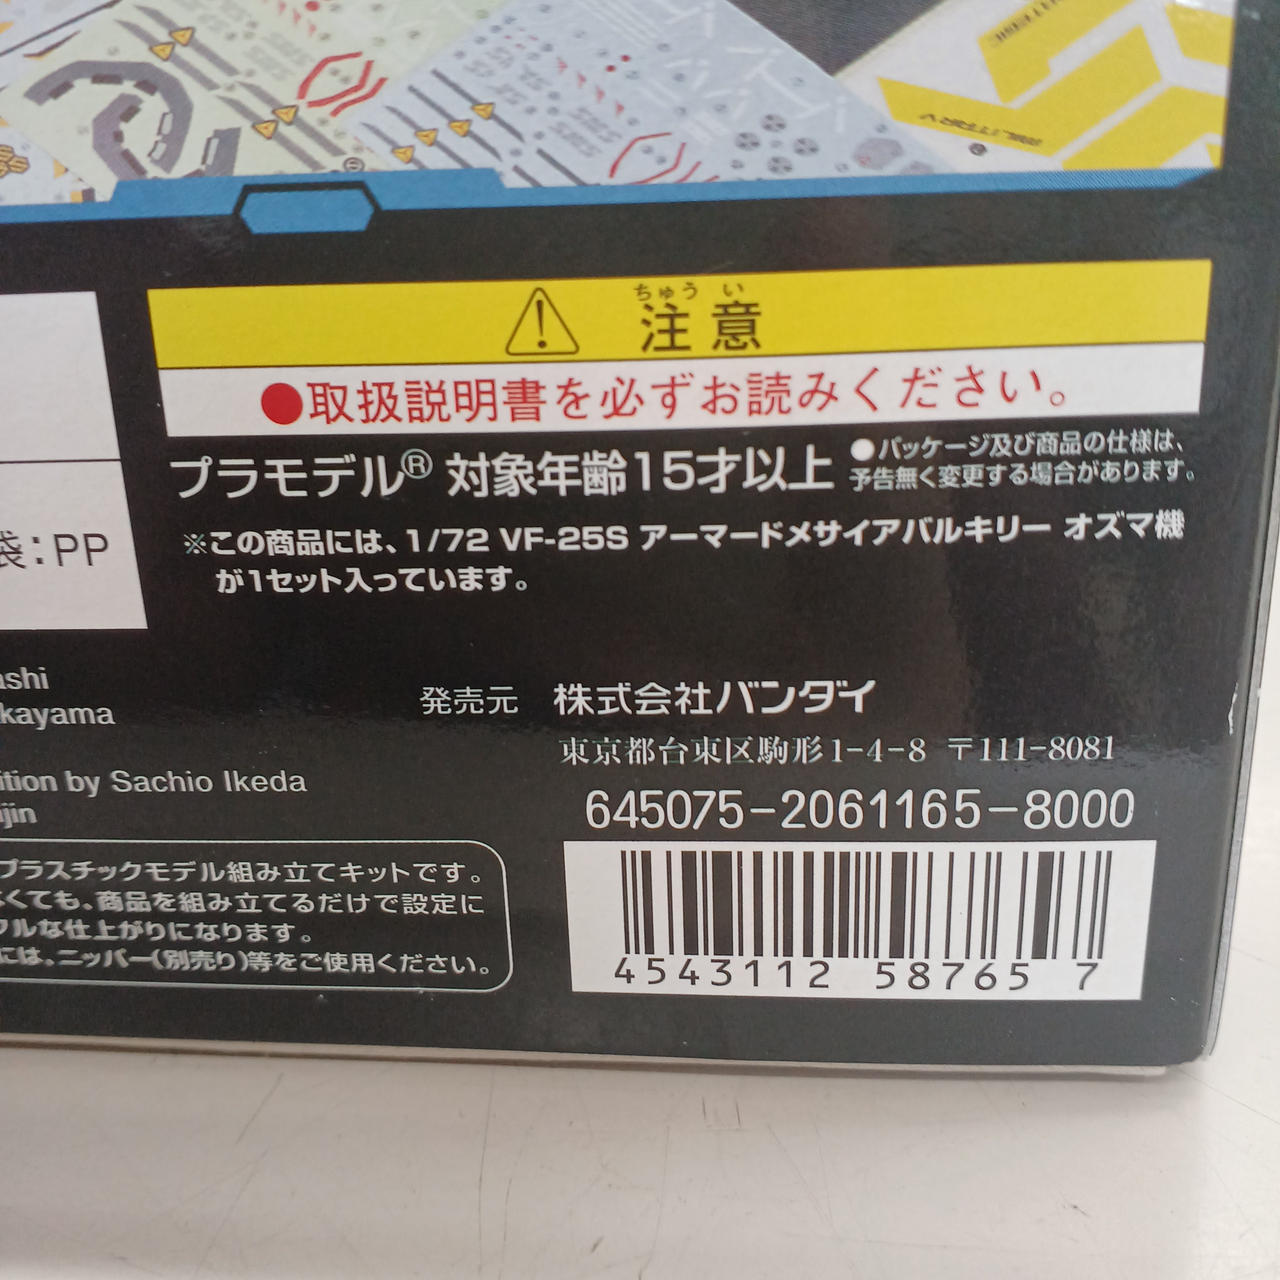 ちゅう い
注意
●取扱説明書を必ずお読みください。
プラモデル® 対象年齢15才以上
●パッケージ及び商品の仕様は、
予告無く変更する場合があります。
※この商品には、1/72 VF-25S アーマードメサイアバルキリー オズマ機
が1セット入っています。
袋：PP
ashi
kayama
ition by Sachio Ikeda
ijin
発売元 株式会社バンダイ
東京都台東区駒形1-4-8 〒111-8081
645075-2061165-8000
プラスチックモデル組み立てキットです。
くても、商品を組み立てるだけで設定に
ルな仕上がりになります。
には、ニッパー(別売り)等をご使用ください。
4543112 587657